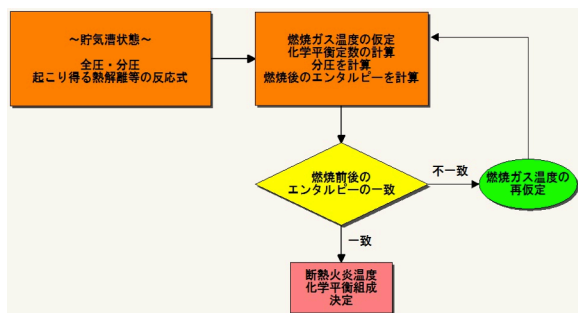 ～貯気漕状態～
全圧・分圧
起こり得る熱解離等の反応式
燃焼ガス温度の仮定
化学平衡定数の計算
分圧を計算
燃焼後のエンタルピーを計算
燃焼前後の
エンタルピーの一致
不一致
燃焼ガス温度の
再仮定
一致
断熱火炎温度
化学平衡組成
決定